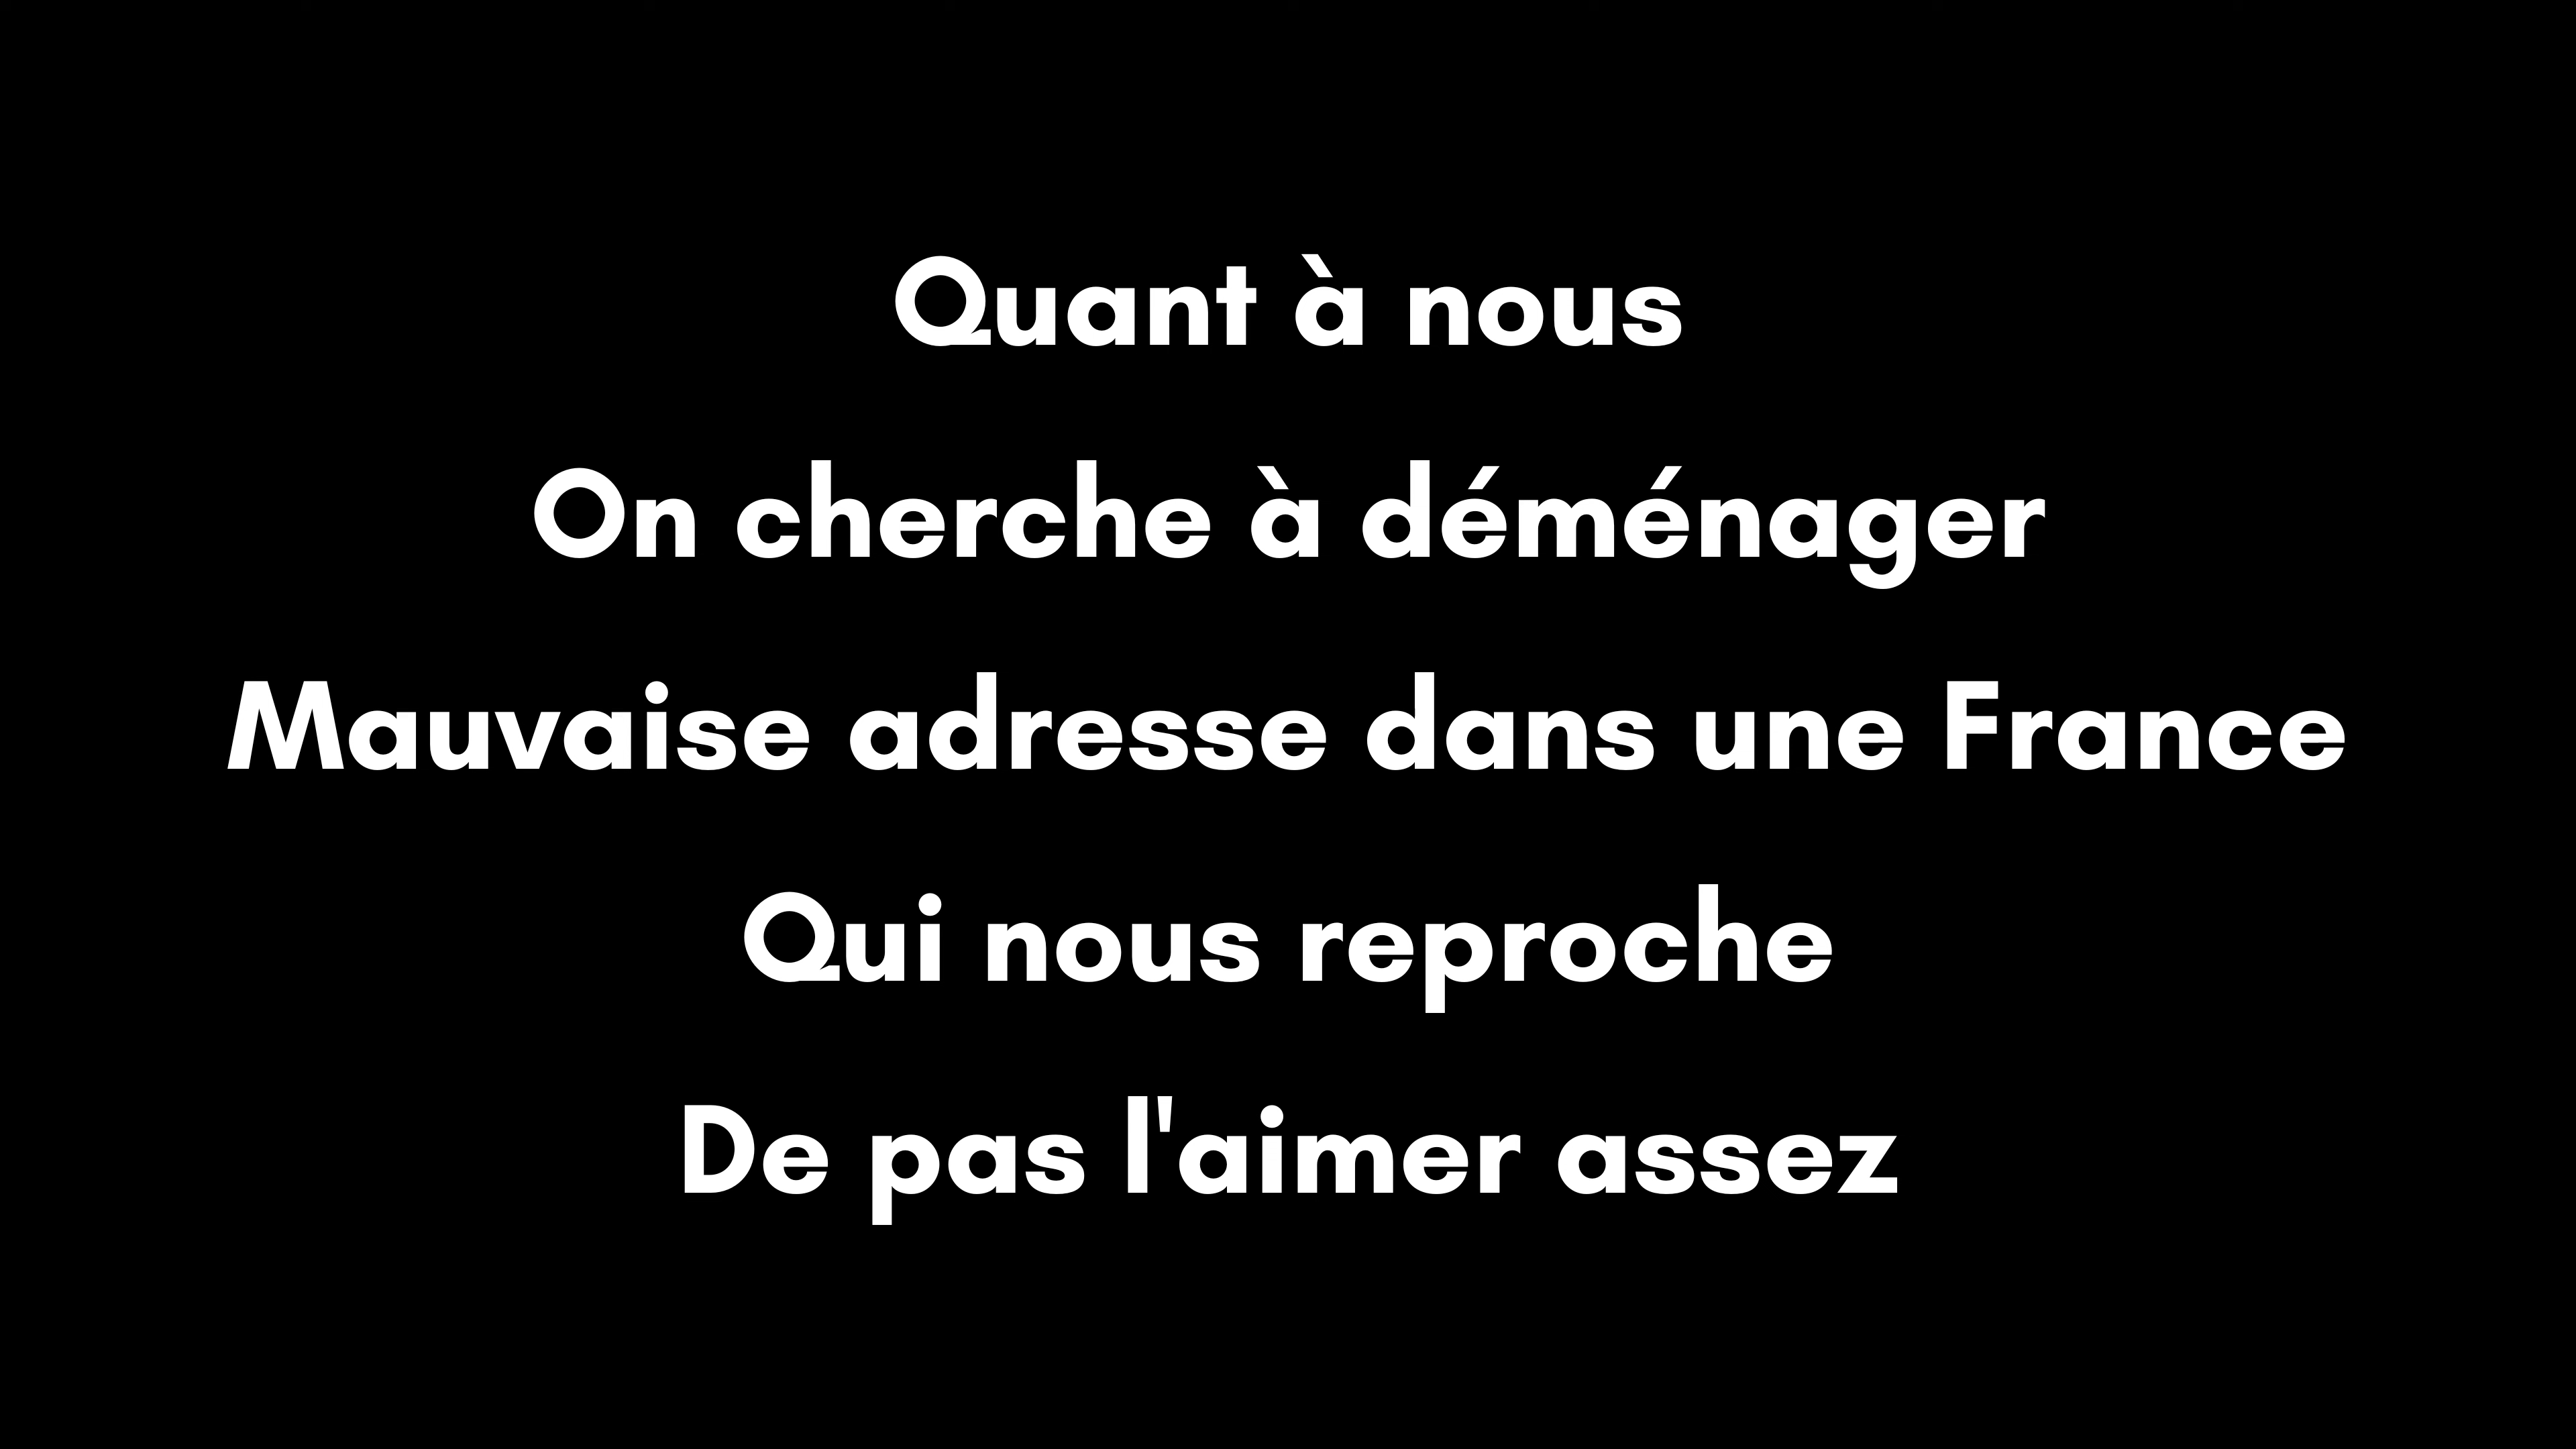 Quant à nous
On cherche à déménager
Mauvaise adresse dans une France
Qui nous reproche
De pas l'aimer assez